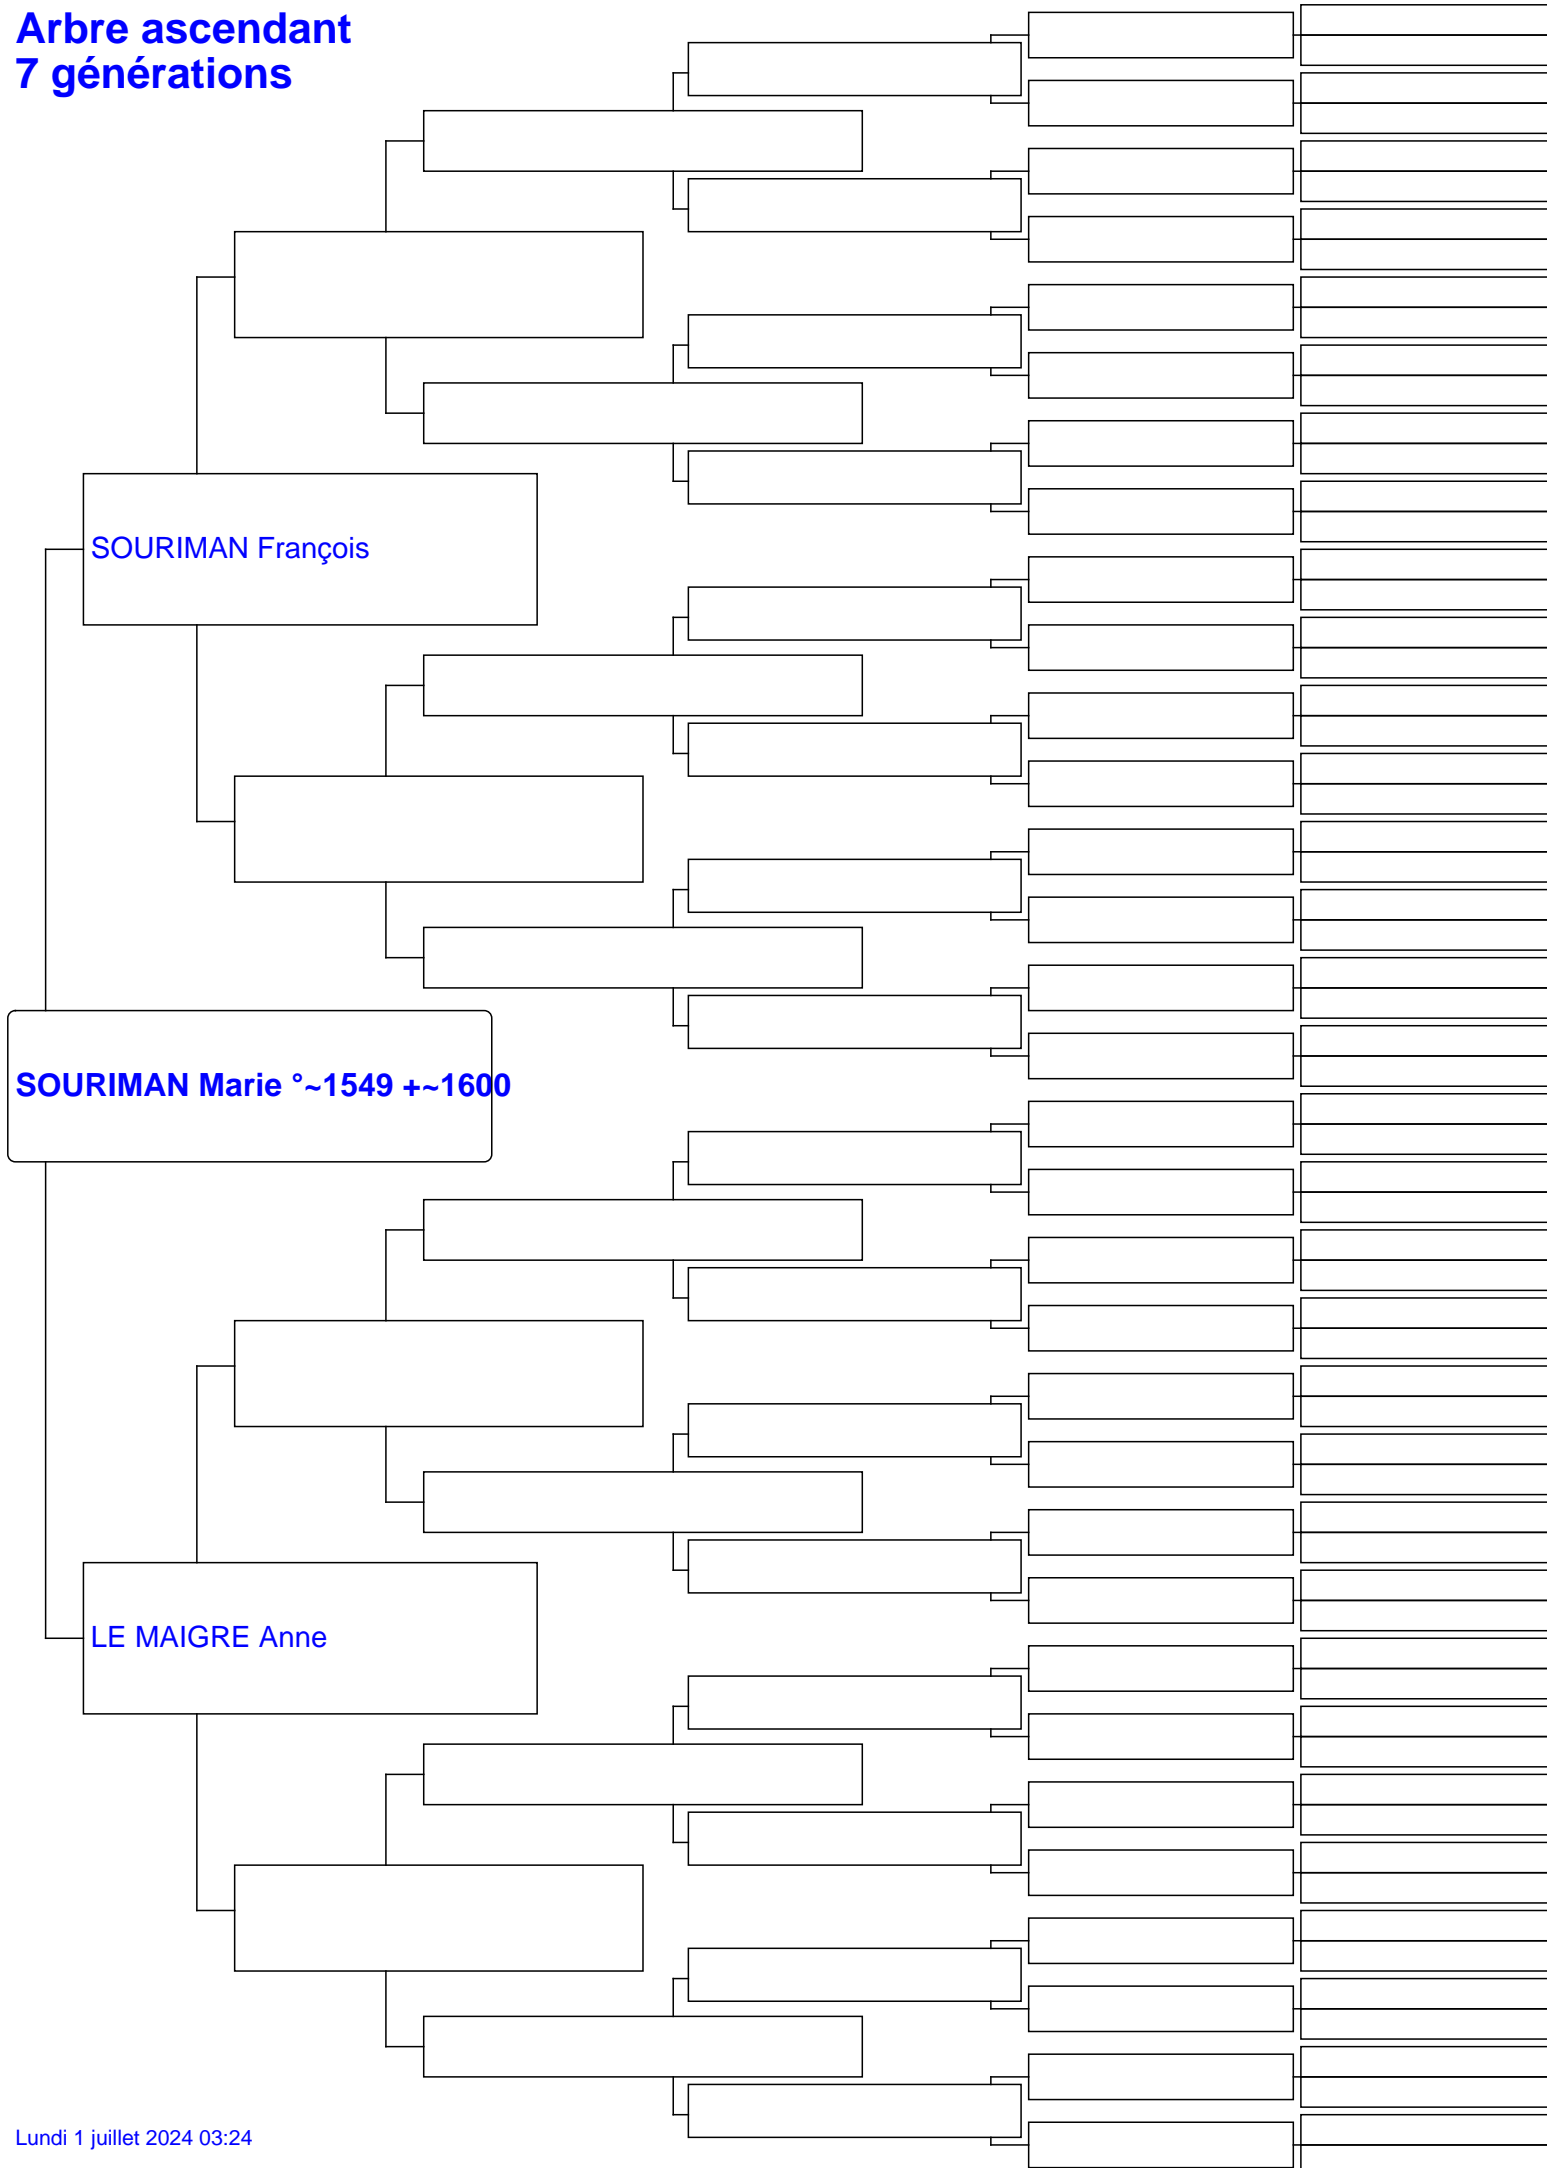 Arbre ascendant
7 générations
SOURIMAN François
SOURIMAN Marie °~1549 +~1600
LE MAIGRE Anne
Lundi 1 juillet 2024 03:24